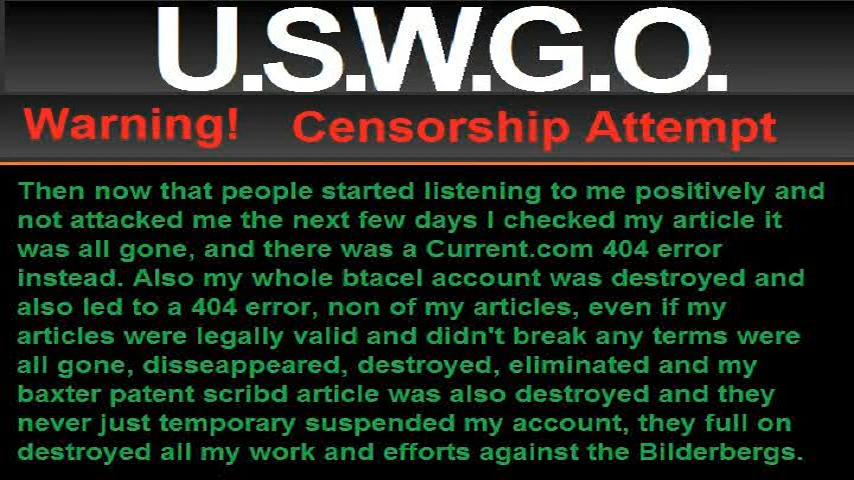 U.S.W.G.O.
Warning! Censorship Attempt
Then now that people started listening to me positively and
not attacked me the next few days I checked my article it
was all gone, and there was a Current.com 404 error
instead. Also my whole btacel account was destroyed and
also led to a 404 error, non of my articles, even if my
articles were legally valid and didn't break any terms were
all gone, disseappeared, destroyed, eliminated and my
baxter patent scribd article was also destroyed and they
never just temporary suspended my account, they full on
destroyed all my work and efforts against the Bilderbergs.